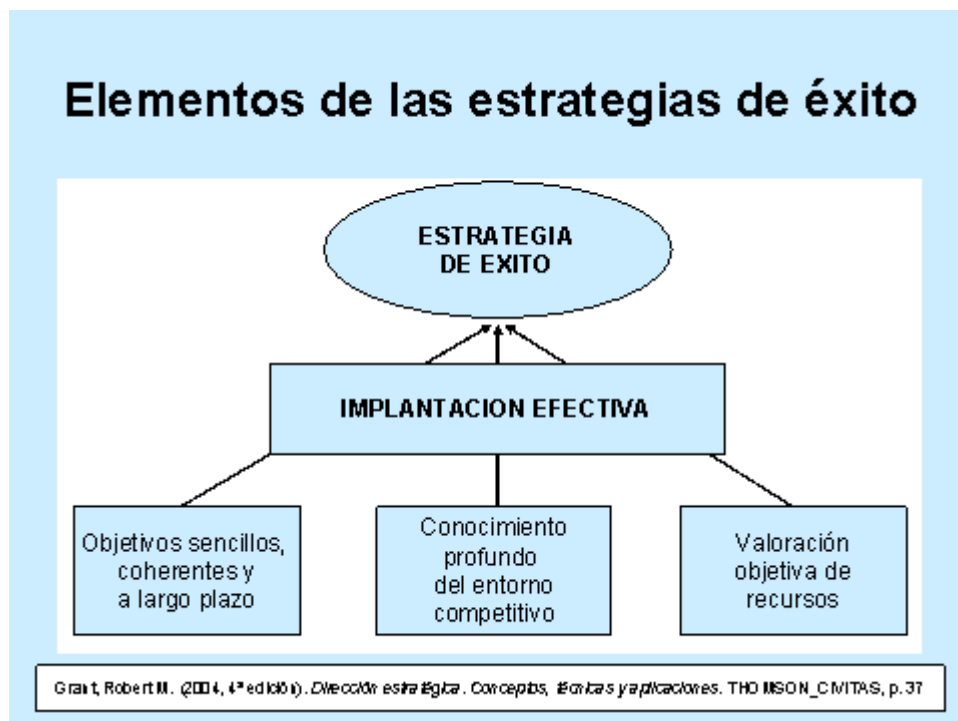 Elementos de las estrategias de éxito
ESTRATEGIA
DE EXITO
IMPLANTACION EFECTIVA
Objetivos sencillos,
coherentes y
a largo plazo
Conocimiento
profundo
del entorno
competitivo
Valoración
objetiva de
recursos
Grant, Robert M. (2004, 4ª edición). Dirección estratégica. Conceptos, técnicas y aplicaciones. THOMSON_CIVITAS, p. 37